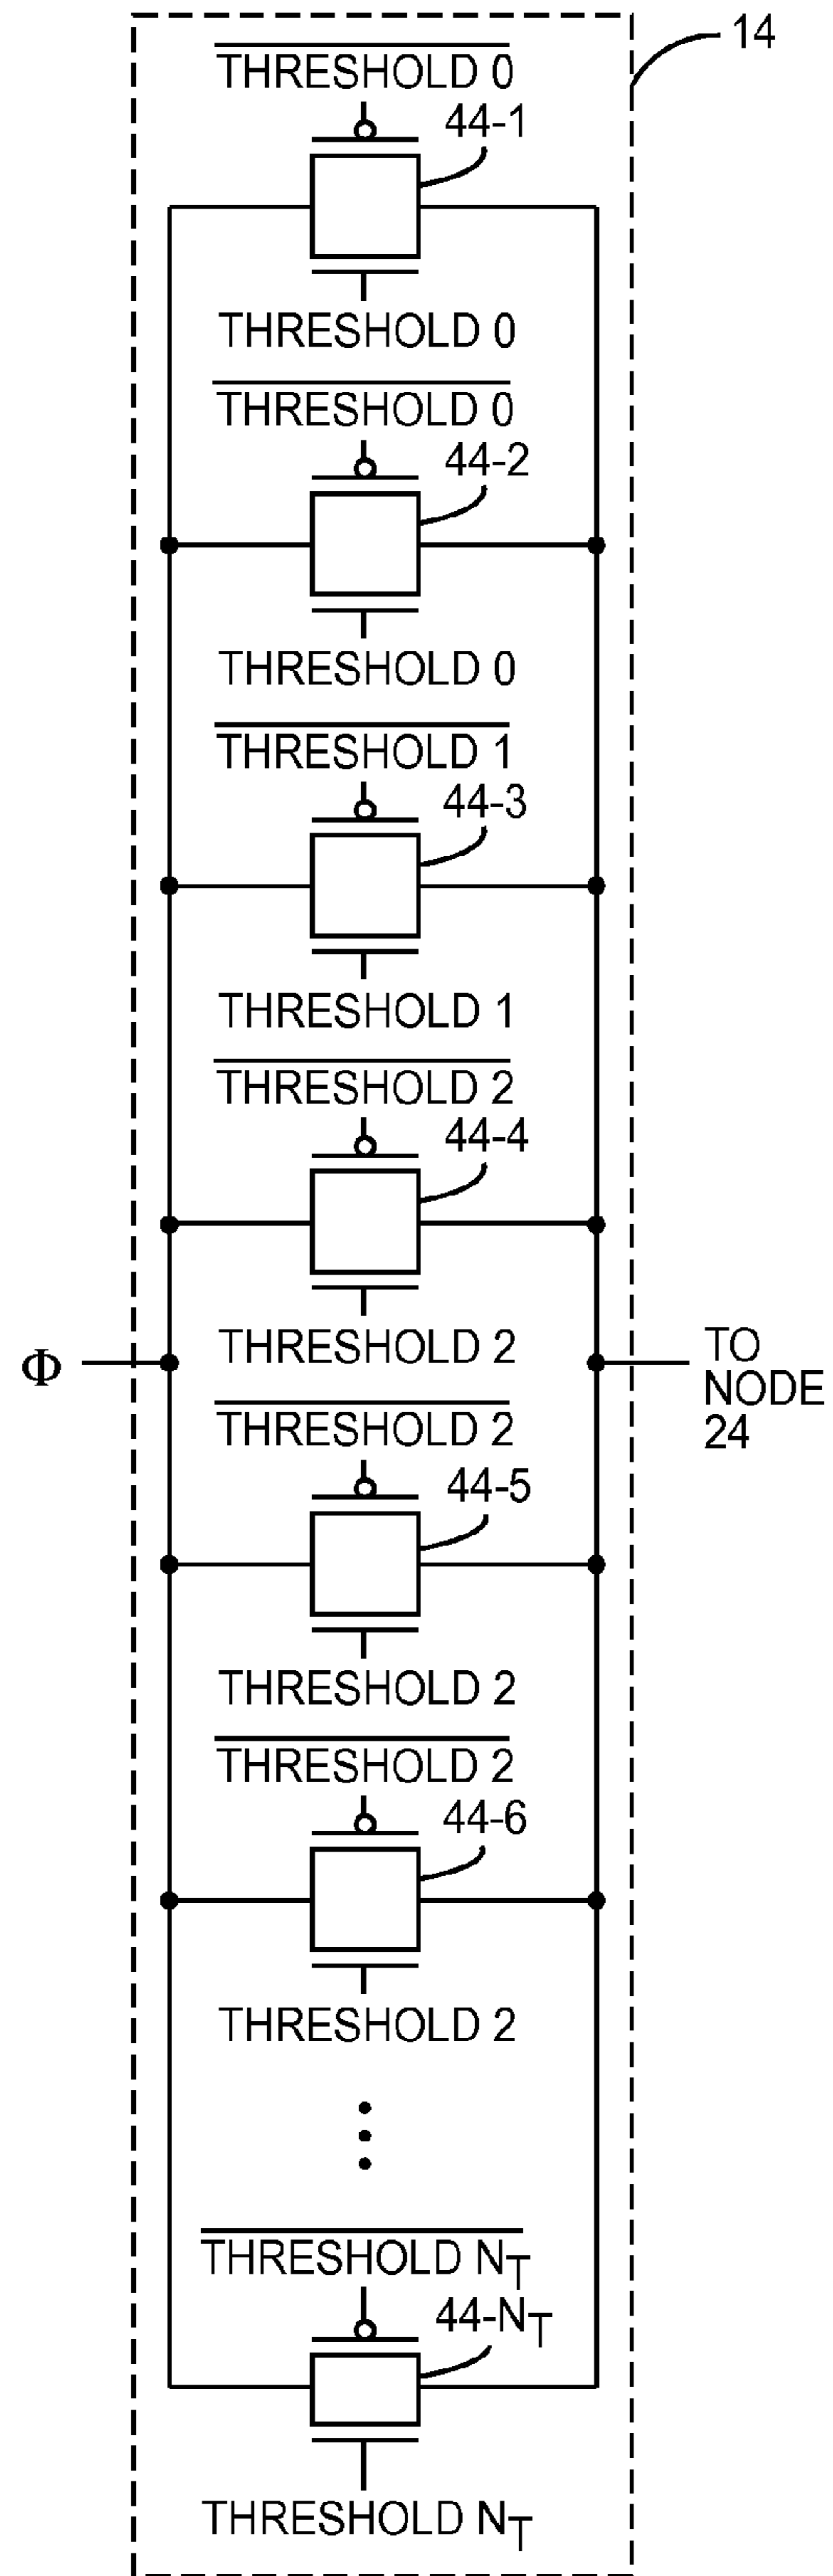 14
THRESHOLD 0
44-1
THRESHOLD 0
THRESHOLD 0
44-2
THRESHOLD 0
THRESHOLD 1
44-3
THRESHOLD 1
THRESHOLD 2
44-4
THRESHOLD 2
Φ
TO
NODE
24
THRESHOLD 2
44-5
THRESHOLD 2
THRESHOLD 2
44-6
THRESHOLD 2
THRESHOLD NT
44-NT
THRESHOLD NT